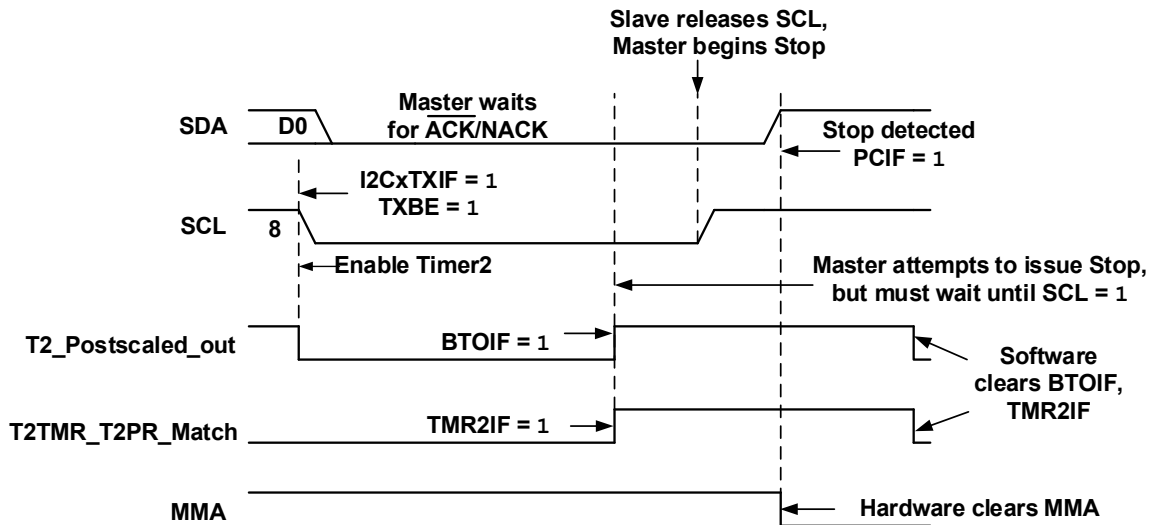 Slave releases SCL,
Master begins Stop
SDA
D0
Master waits
for ACK/NACK
Stop detected
PCIF = 1
I2CxTXIF = 1
TXBE = 1
SCL
8
Enable Timer2
Master attempts to issue Stop,
but must wait until SCL = 1
T2_Postscaled_out
BTOIF = 1
Software
clears BTOIF,
TMR2IF
T2TMR_T2PR_Match
TMR2IF = 1
MMA
Hardware clears MMA